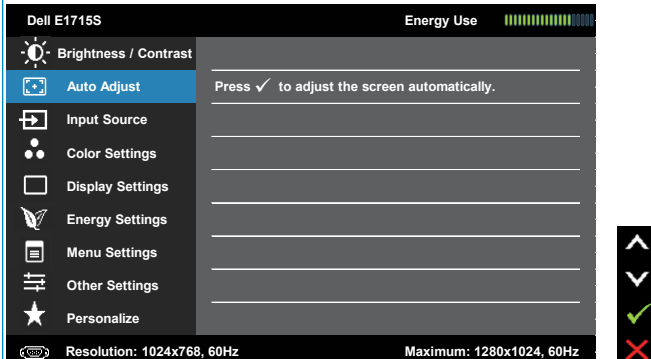 Dell E1715S Energy Use
Brightness / Contrast
Auto Adjust Press ✓ to adjust the screen automatically.
Input Source
Color Settings
Display Settings
Energy Settings
Menu Settings
Other Settings
Personalize
Resolution: 1024x768, 60Hz Maximum: 1280x1024, 60Hz